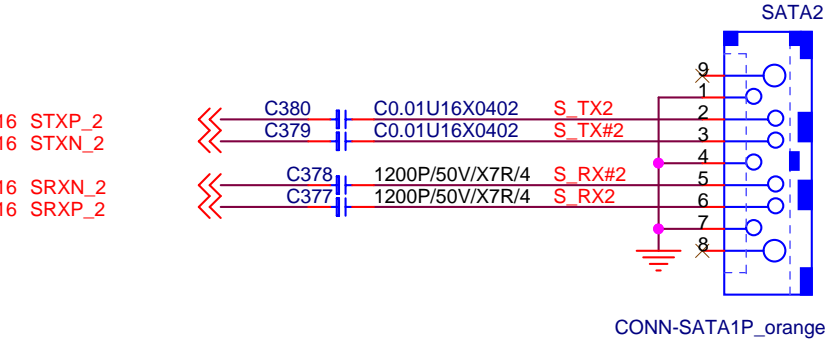 SATA2
9
1
C380 C0.01U16X0402 S_TX2 2
16 STXP_2
C379 C0.01U16X0402 S_TX#2 3
16 STXN_2
4
C378 1200P/50V/X7R/4 S_RX#2 5
16 SRXN_2
C377 1200P/50V/X7R/4 S_RX2 6
16 SRXP_2
7
8
CONN-SATA1P_orange